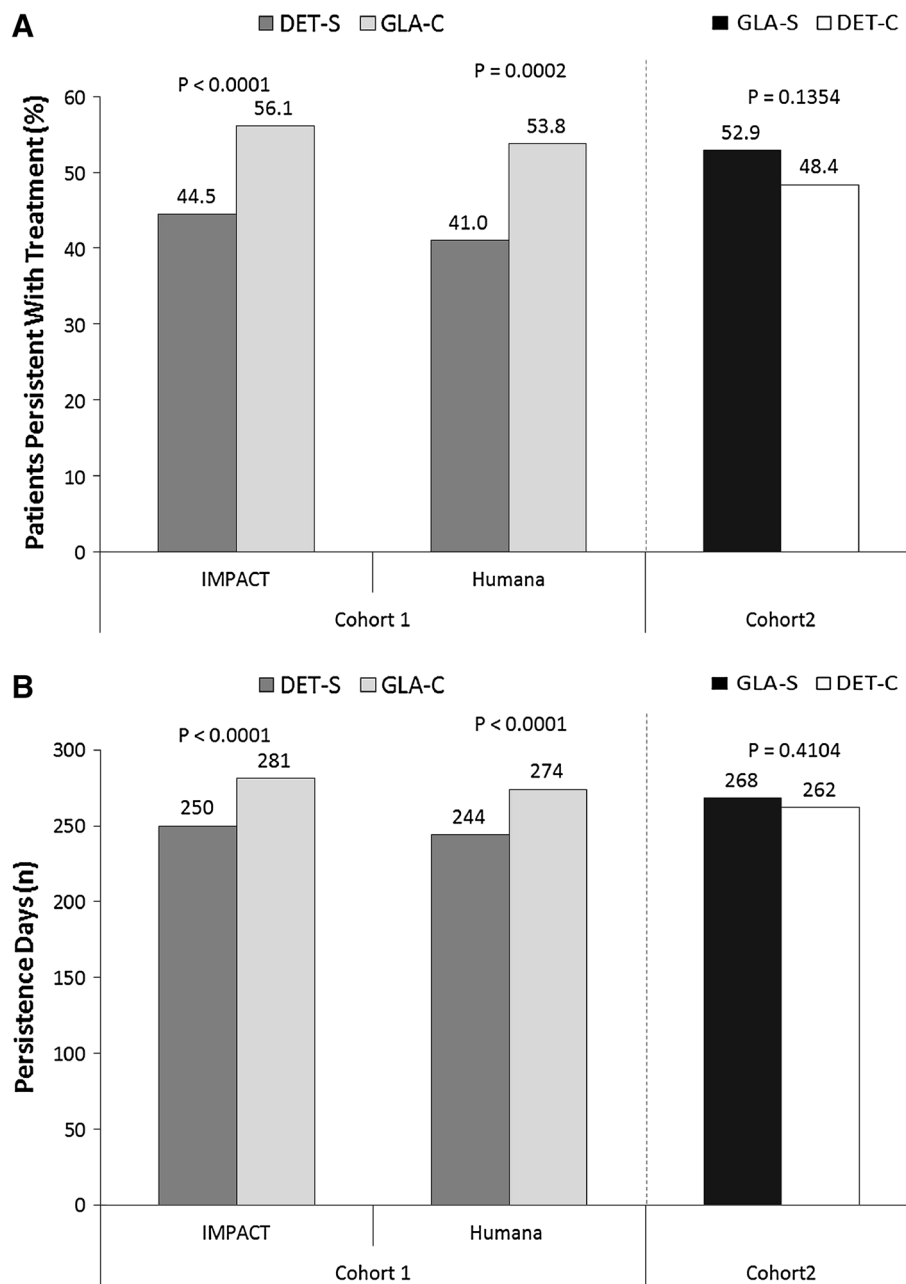 A
DET-S GLA-C GLA-S DET-C
P < 0.0001 P = 0.0002 P = 0.1354
Patients Persistent With Treatment (%)
60
50
40
30
20
10
0
44.5 56.1 41.0 53.8 52.9 48.4
IMPACT Humana
Cohort 1 Cohort2
B
DET-S GLA-C GLA-S DET-C
P < 0.0001 P < 0.0001 P = 0.4104
Persistence Days (n)
300
250
200
150
100
50
0
250 281 244 274 268 262
IMPACT Humana
Cohort 1 Cohort2